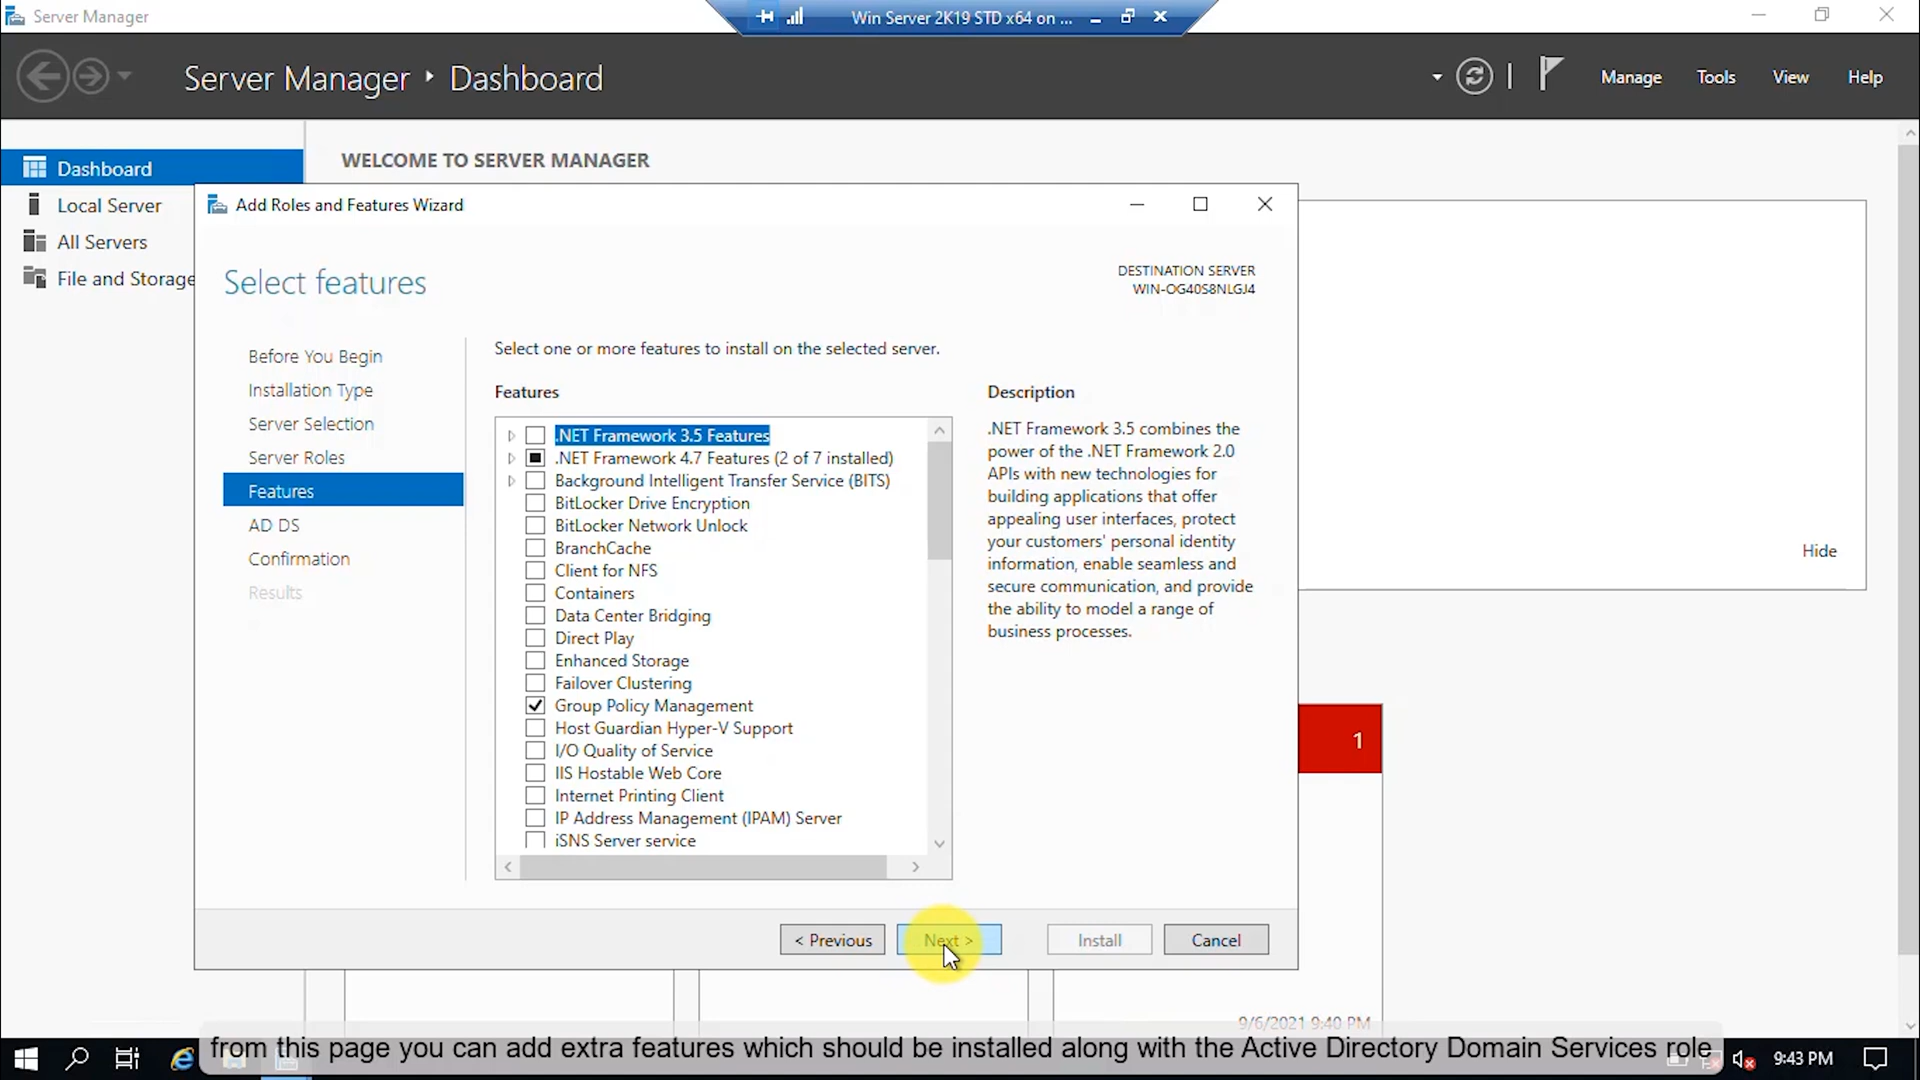 Server Manager
Win Server 2K19 STD x64 on ...
Server Manager ‣ Dashboard
Manage
Tools
View
Help
Dashboard
Local Server
All Servers
File and Storage
WELCOME TO SERVER MANAGER
Add Roles and Features Wizard
Select features
DESTINATION SERVER
WIN-OG40S8NLGJ4
Before You Begin
Installation Type
Server Selection
Server Roles
Features
AD DS
Confirmation
Results
Select one or more features to install on the selected server.
Features
.NET Framework 3.5 Features
.NET Framework 4.7 Features (2 of 7 installed)
Background Intelligent Transfer Service (BITS)
BitLocker Drive Encryption
BitLocker Network Unlock
BranchCache
Client for NFS
Containers
Data Center Bridging
Direct Play
Enhanced Storage
Failover Clustering
Group Policy Management
Host Guardian Hyper-V Support
I/O Quality of Service
IIS Hostable Web Core
Internet Printing Client
IP Address Management (IPAM) Server
iSNS Server service
Description
.NET Framework 3.5 combines the
power of the .NET Framework 2.0
APIs with new technologies for
building applications that offer
appealing user interfaces, protect
your customers' personal identity
information, enable seamless and
secure communication, and provide
the ability to model a range of
business processes.
Hide
1
< Previous
Next >
Install
Cancel
9/6/2021 9:40 PM
from this page you can add extra features which should be installed along with the Active Directory Domain Services role
9:43 PM